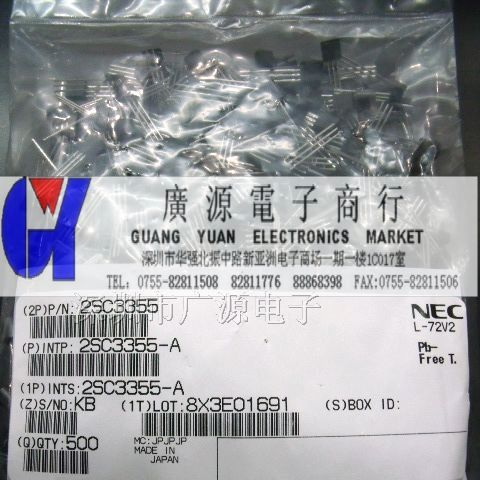 廣源電子商行
GUANG YUAN ELECTRONICS MARKET
深圳市华强北振中路新亚洲电子商场一期一楼1C017室
TEL: 0755-82811508 82811776 88868398 FAX:0755-82811506
深圳市广源电子
(2P)P/N: 2SC3355
NEC
L-72V2
(P)INTP: 2SC3355-A
Pb-
Free T.
(1P)INTS: 2SC3355-A
(Z)S/NO: KB (1T)LOT: 8X3E01691 (S)BOX ID:
(Q)QTY: 500
MC: JPJPJP
MADE IN
JAPAN